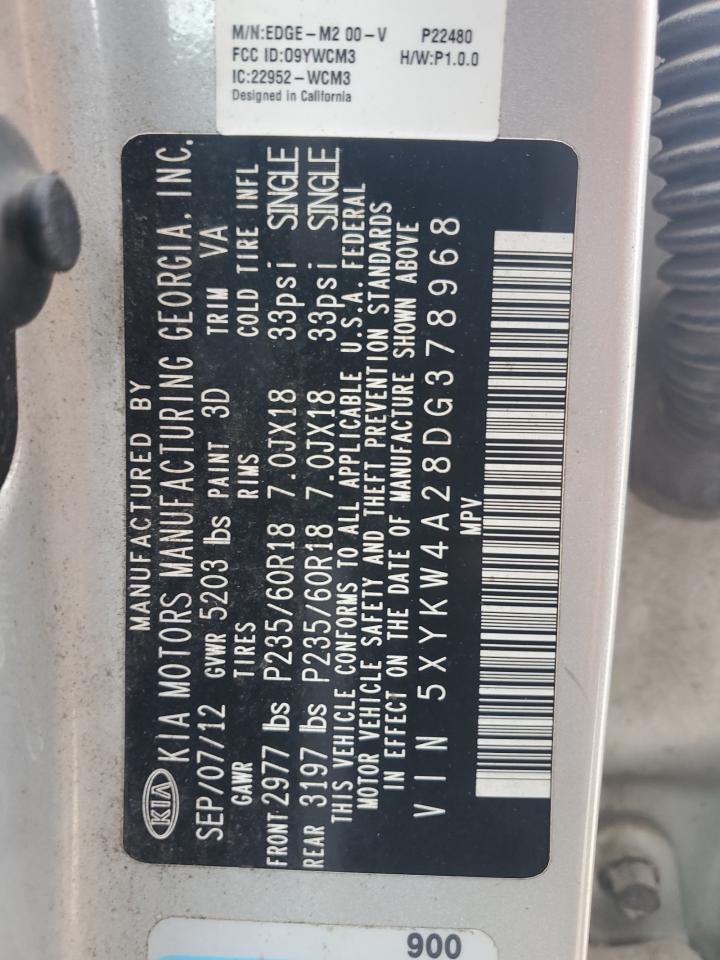 M/N:EDGE-M2 00-V P22480
FCC ID:O9YWCM3 H/W:P1.0.0
IC:22952-WCM3
Designed in California
MANUFACTURED BY
KIA KIA MOTORS MANUFACTURING GEORGIA, INC.
SEP/07/12 GVWR 5203 lbs PAINT 3D TRIM VA
GAWR TIRES RIMS COLD TIRE INFL
FRONT 2977 lbs P235/60R18 7.0JX18 33psi SINGLE
REAR 3197 lbs P235/60R18 7.0JX18 33psi SINGLE
THIS VEHICLE CONFORMS TO ALL APPLICABLE U.S.A. FEDERAL
MOTOR VEHICLE SAFETY AND THEFT PREVENTION STANDARDS
IN EFFECT ON THE DATE OF MANUFACTURE SHOWN ABOVE
VIN 5XYKW4A28DG378968
MPV
900